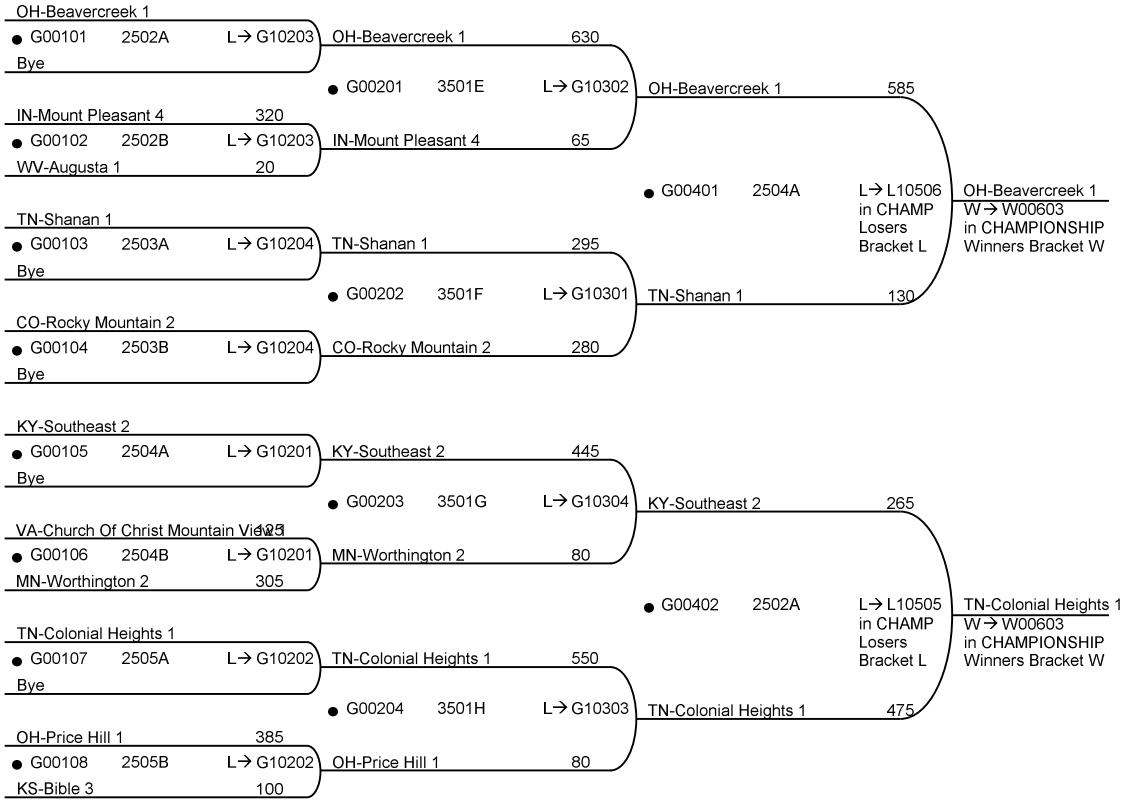 OH-Beavercreek 1
G00101 2502A L→ G10203
Bye
IN-Mount Pleasant 4 320
G00102 2502B L→ G10203
WV-Augusta 1 20
TN-Shanan 1
G00103 2503A L→ G10204
Bye
CO-Rocky Mountain 2
G00104 2503B L→ G10204
Bye
KY-Southeast 2
G00105 2504A L→ G10201
Bye
VA-Church Of Christ Mountain View 1 125
G00106 2504B L→ G10201
MN-Worthington 2 305
TN-Colonial Heights 1
G00107 2505A L→ G10202
Bye
OH-Price Hill 1 385
G00108 2505B L→ G10202
KS-Bible 3 100
OH-Beavercreek 1 630
G00201 3501E L→ G10302
IN-Mount Pleasant 4 65
TN-Shanan 1 295
G00202 3501F L→ G10301
CO-Rocky Mountain 2 280
KY-Southeast 2 445
G00203 3501G L→ G10304
MN-Worthington 2 80
TN-Colonial Heights 1 550
G00204 3501H L→ G10303
OH-Price Hill 1 80
OH-Beavercreek 1 585
G00401 2504A L→ L10506
in CHAMP
Losers
Bracket L
TN-Shanan 1 130
KY-Southeast 2 265
G00402 2502A L→ L10505
in CHAMP
Losers
Bracket L
TN-Colonial Heights 1 475
OH-Beavercreek 1
W→ W00603
in CHAMPIONSHIP
Winners Bracket W
TN-Colonial Heights 1
W→ W00603
in CHAMPIONSHIP
Winners Bracket W